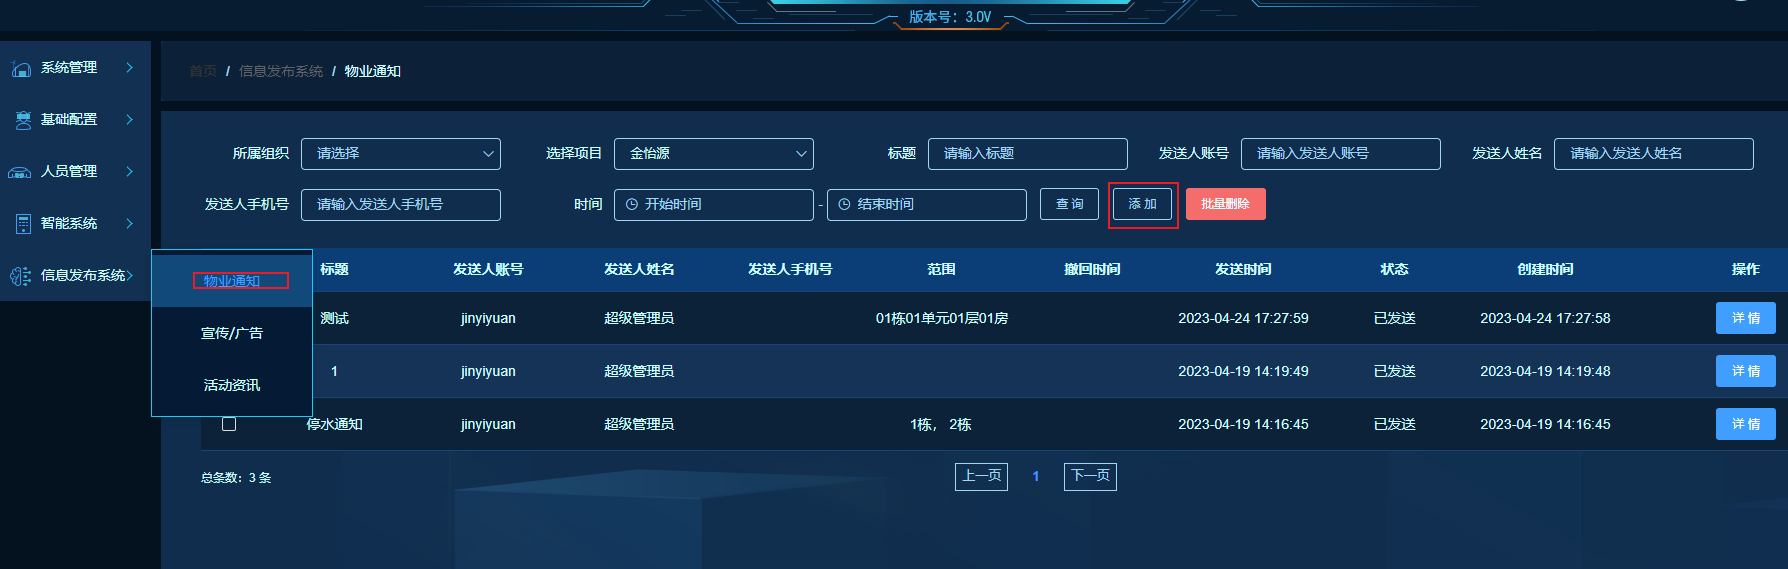 版本号：3.0V
系统管理
基础配置
人员管理
智能系统
信息发布系统
物业通知
宣传/广告
活动资讯
首页 / 信息发布系统 / 物业通知
所属组织 请选择 选择项目 金怡源 标题 请输入标题 发送人账号 请输入发送人账号 发送人姓名 请输入发送人姓名
发送人手机号 请输入发送人手机号 时间 开始时间 - 结束时间 查 询 添 加 批量删除
标题 发送人账号 发送人姓名 发送人手机号 范围 撤回时间 发送时间 状态 创建时间 操作
测试 jinyiyuan 超级管理员 01栋01单元01层01房 2023-04-24 17:27:59 已发送 2023-04-24 17:27:58 详 情
1 jinyiyuan 超级管理员 2023-04-19 14:19:49 已发送 2023-04-19 14:19:48 详 情
停水通知 jinyiyuan 超级管理员 1栋， 2栋 2023-04-19 14:16:45 已发送 2023-04-19 14:16:45 详 情
总条数：3 条 上一页 1 下一页